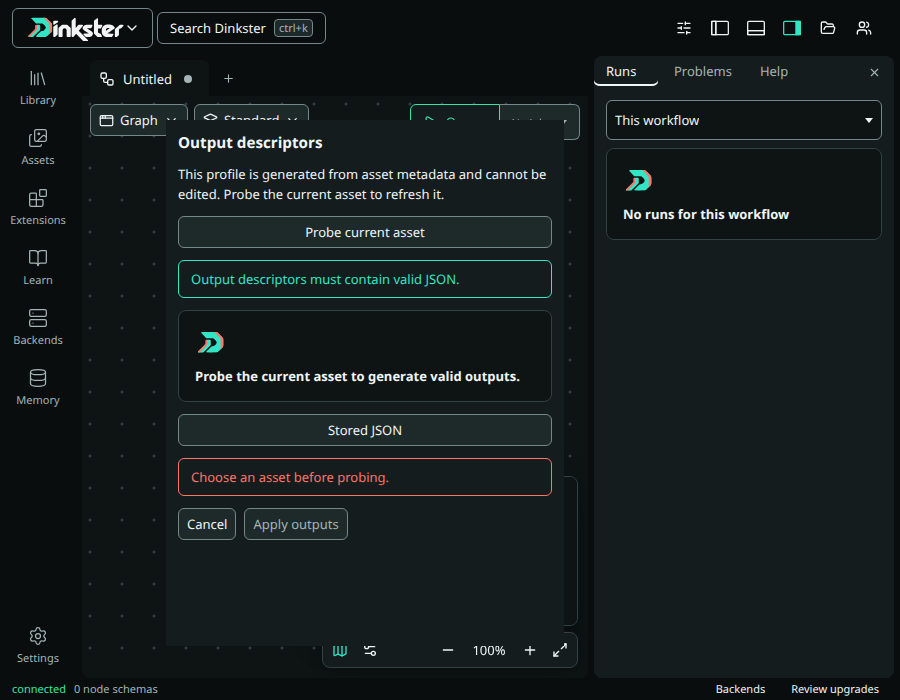 Dinkster
Search Dinkster ctrl+k
Library
Assets
Extensions
Learn
Backends
Memory
Settings
Untitled
Graph
Standard
Output descriptors
This profile is generated from asset metadata and cannot be
edited. Probe the current asset to refresh it.
Probe current asset
Output descriptors must contain valid JSON.
Probe the current asset to generate valid outputs.
Stored JSON
Choose an asset before probing.
Cancel
Apply outputs
100%
Runs
Problems
Help
This workflow
No runs for this workflow
connected
0 node schemas
Backends
Review upgrades